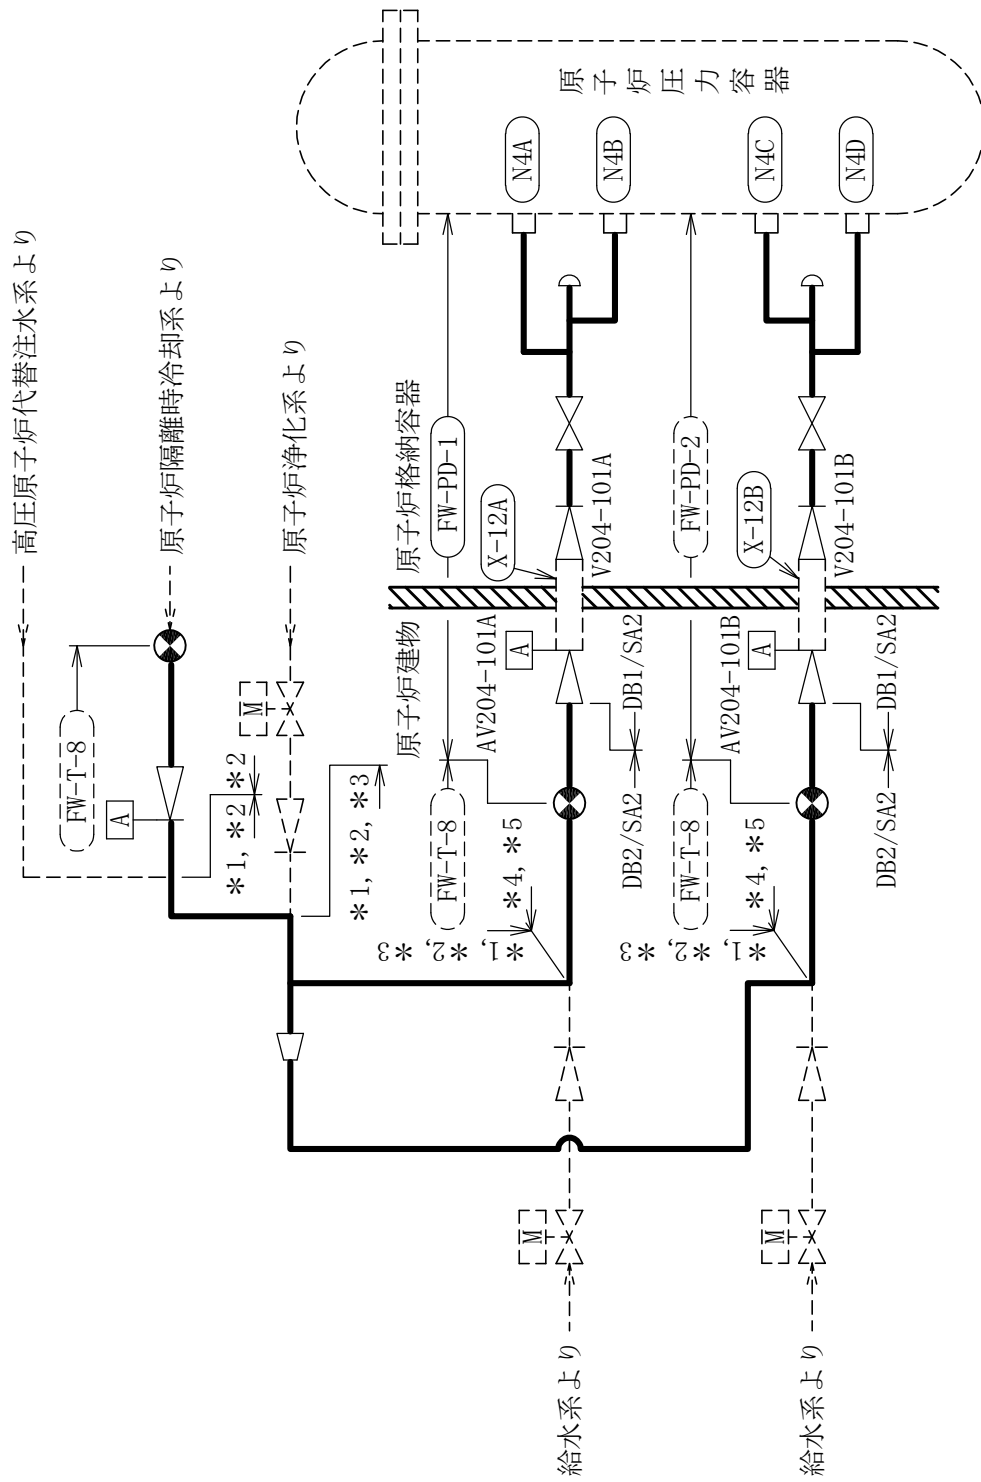 高圧原子炉代替注水系より
原子炉隔離時冷却系より
原子炉浄化系より
FW-T-8
A
M
*1, *2
*2
*1, *2, *3
原子炉圧力容器
N4A
N4B
N4C
N4D
原子炉格納容器
原子炉建物
FW-PD-1
FW-PD-2
X-12A
X-12B
V204-101A
V204-101B
AV204-101A
AV204-101B
A
A
DB2/SA2
DB1/SA2
DB2/SA2
DB1/SA2
FW-T-8
FW-T-8
*1, *2, *3
*4, *5
*1, *2, *3
*4, *5
M
M
給水系より
給水系より